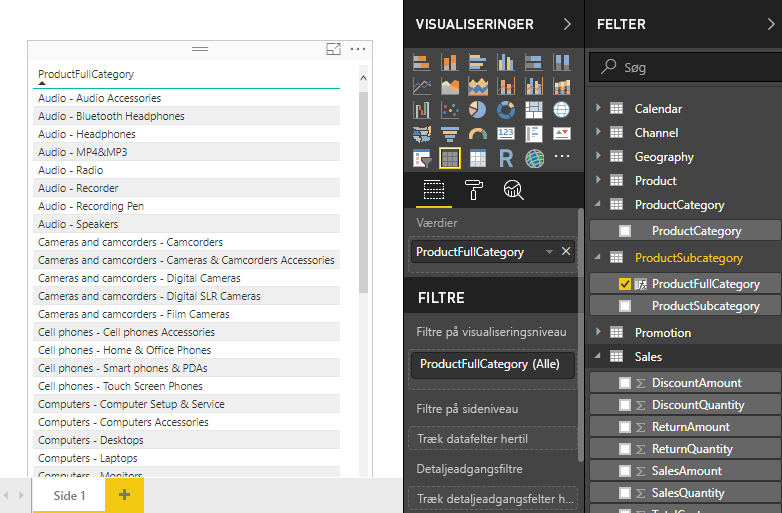 ProductFullCategory
Audio - Audio Accessories
Audio - Bluetooth Headphones
Audio - Headphones
Audio - MP4&MP3
Audio - Radio
Audio - Recorder
Audio - Recording Pen
Audio - Speakers
Cameras and camcorders - Camcorders
Cameras and camcorders - Cameras & Camcorders Accessories
Cameras and camcorders - Digital Cameras
Cameras and camcorders - Digital SLR Cameras
Cameras and camcorders - Film Cameras
Cell phones - Cell phones Accessories
Cell phones - Home & Office Phones
Cell phones - Smart phones & PDAs
Cell phones - Touch Screen Phones
Computers - Computer Setup & Service
Computers - Computers Accessories
Computers - Desktops
Computers - Laptops
Computers - Monitors
Side 1
VISUALISERINGER
123
R
Værdier
ProductFullCategory
FILTRE
Filtre på visualiseringsniveau
ProductFullCategory (Alle)
Filtre på sideniveau
Træk datafelter hertil
Detaljeadgangsfiltre
Træk detaljeadgangsfelter h...
FELTER
Søg
Calendar
Channel
Geography
Product
ProductCategory
ProductCategory
ProductSubcategory
ProductFullCategory
ProductSubcategory
Promotion
Sales
DiscountAmount
DiscountQuantity
ReturnAmount
ReturnQuantity
SalesAmount
SalesQuantity